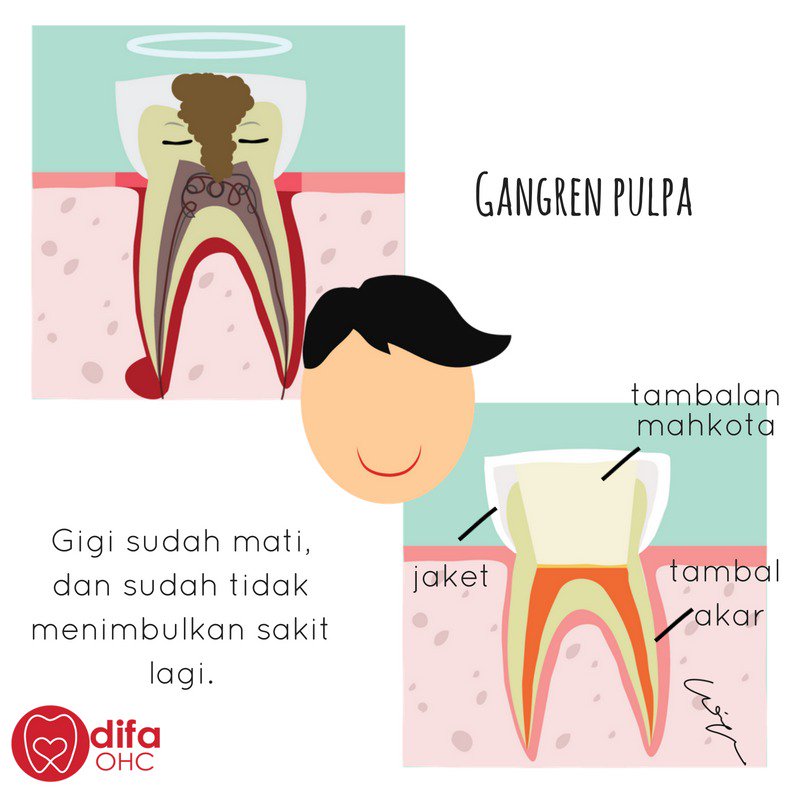 GANGREN PULPA
tambalan
mahkota
jaket
tambal
akar
Gigi sudah mati,
dan sudah tidak
menimbulkan sakit
lagi.
difa
OHC